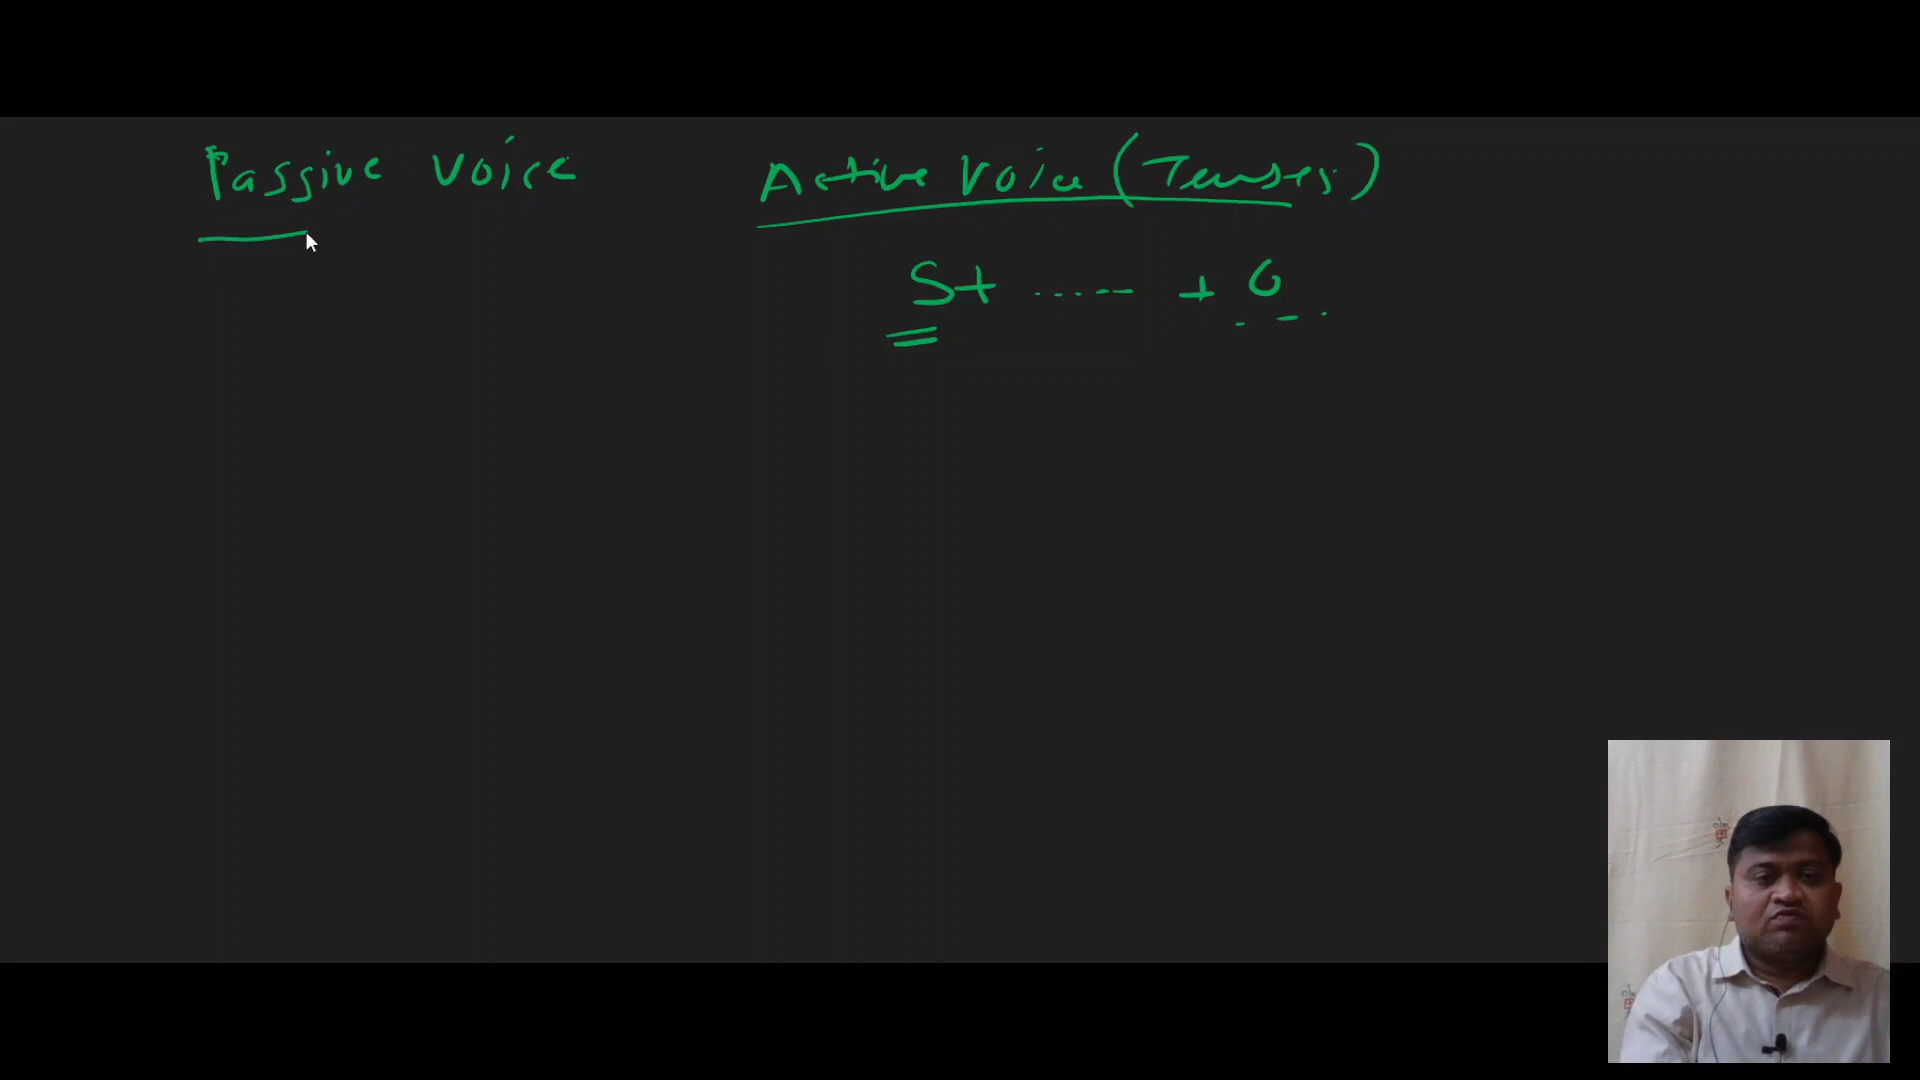 Passive Voice Active Voice (Tenses)
S+ ..... + O